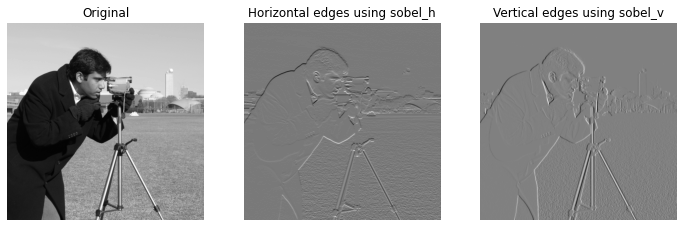 Original
Horizontal edges using sobel_h
Vertical edges using sobel_v